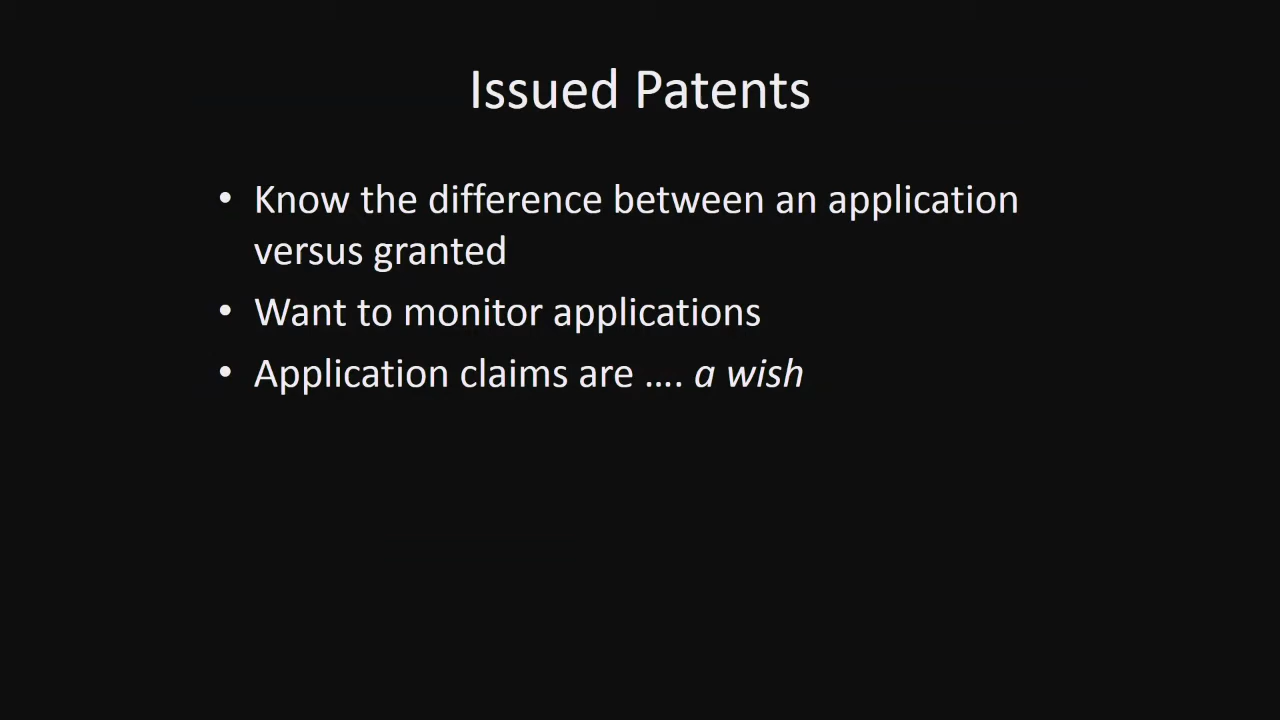 Issued Patents
• Know the difference between an application
versus granted
• Want to monitor applications
• Application claims are …. a wish